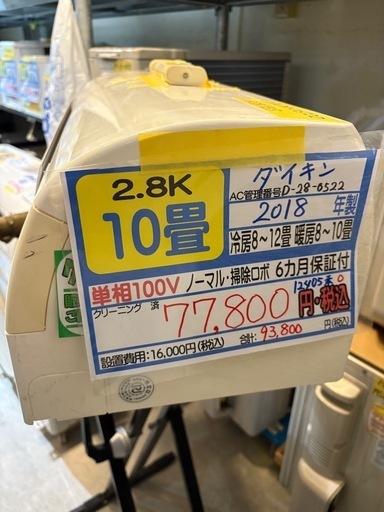 2.8K
10畳
ダイキン
AC管理番号D-28-0522
2018 年製
冷房8～12畳 暖房8～10畳
単相100V ノーマル・掃除ロボ 6カ月保証付
クリーニング 済
77,800 円・税込
設置費用:16,000円(税込) 合計: 93,800 円(税込)